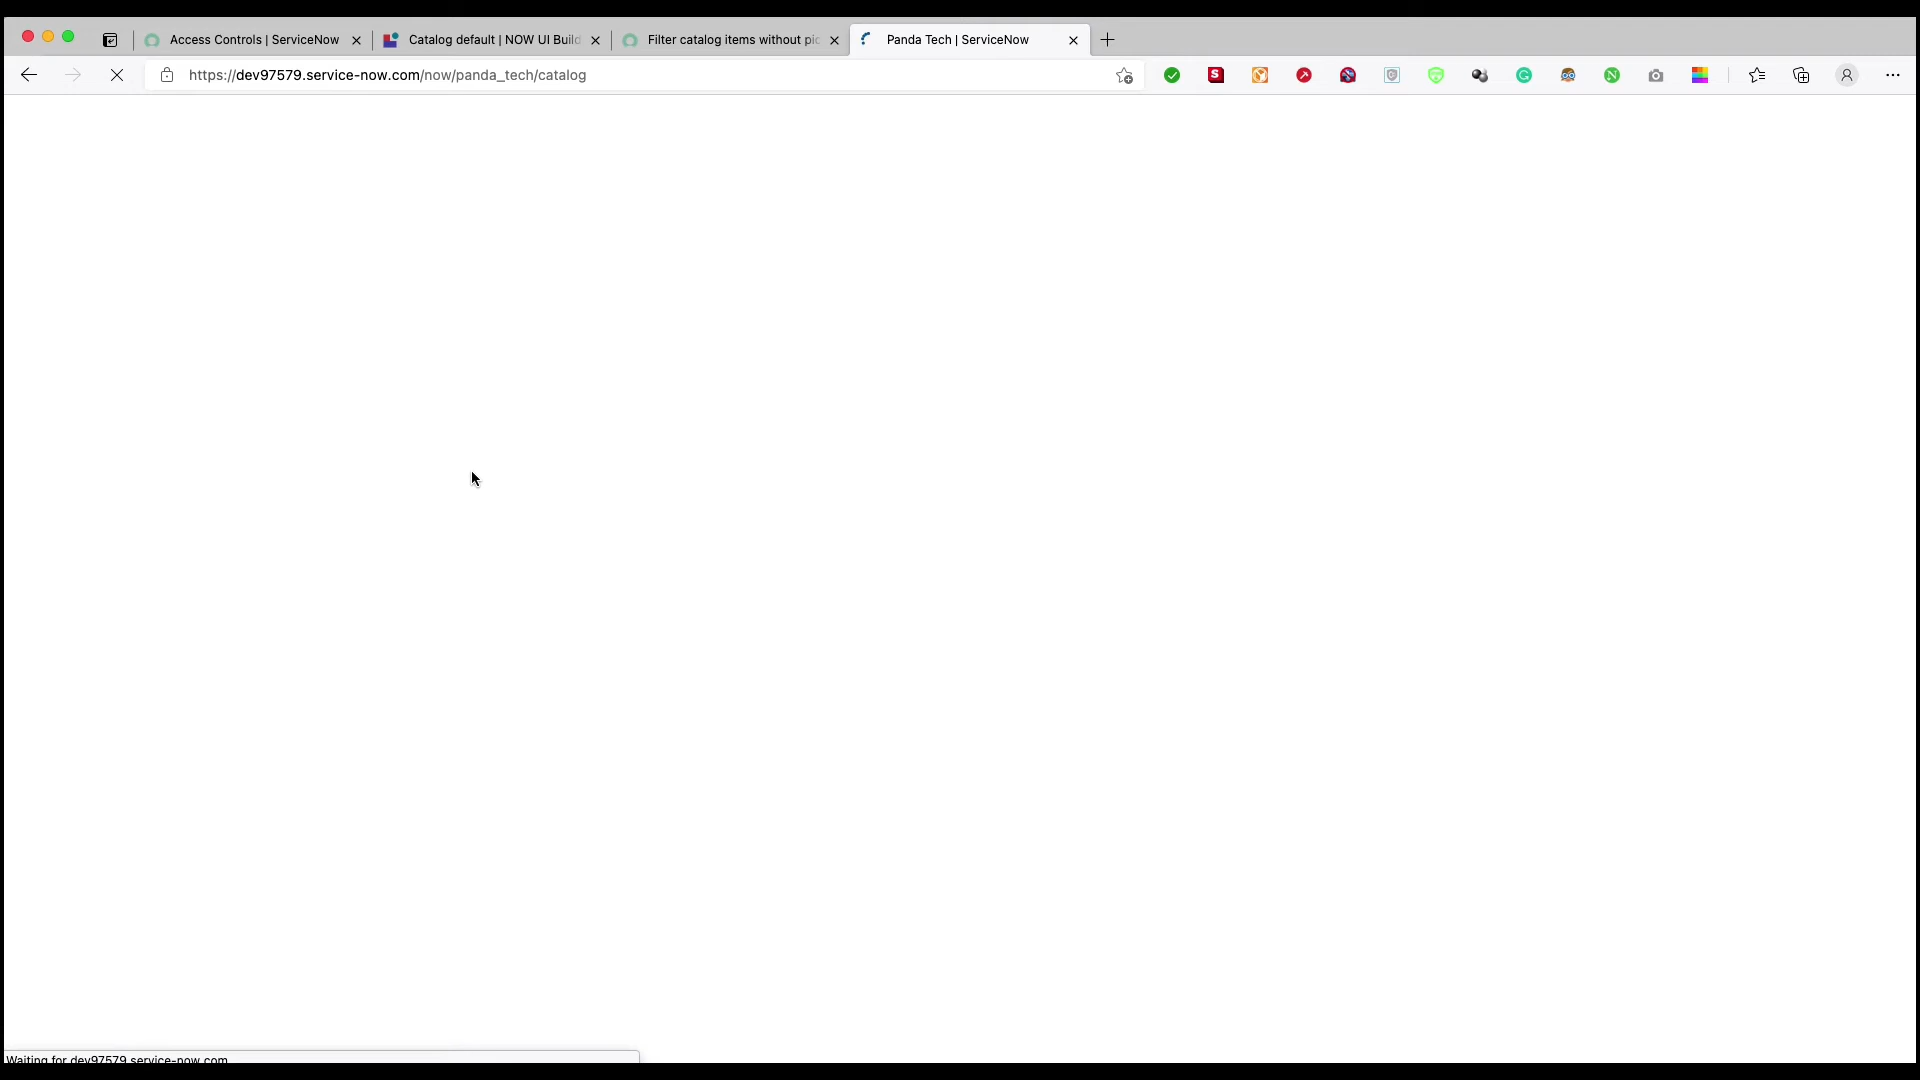 Access Controls | ServiceNow
Catalog default | NOW UI Build
Filter catalog items without pic
Panda Tech | ServiceNow
https://dev97579.service-now.com/now/panda_tech/catalog
Waiting for dev97579.service-now.com